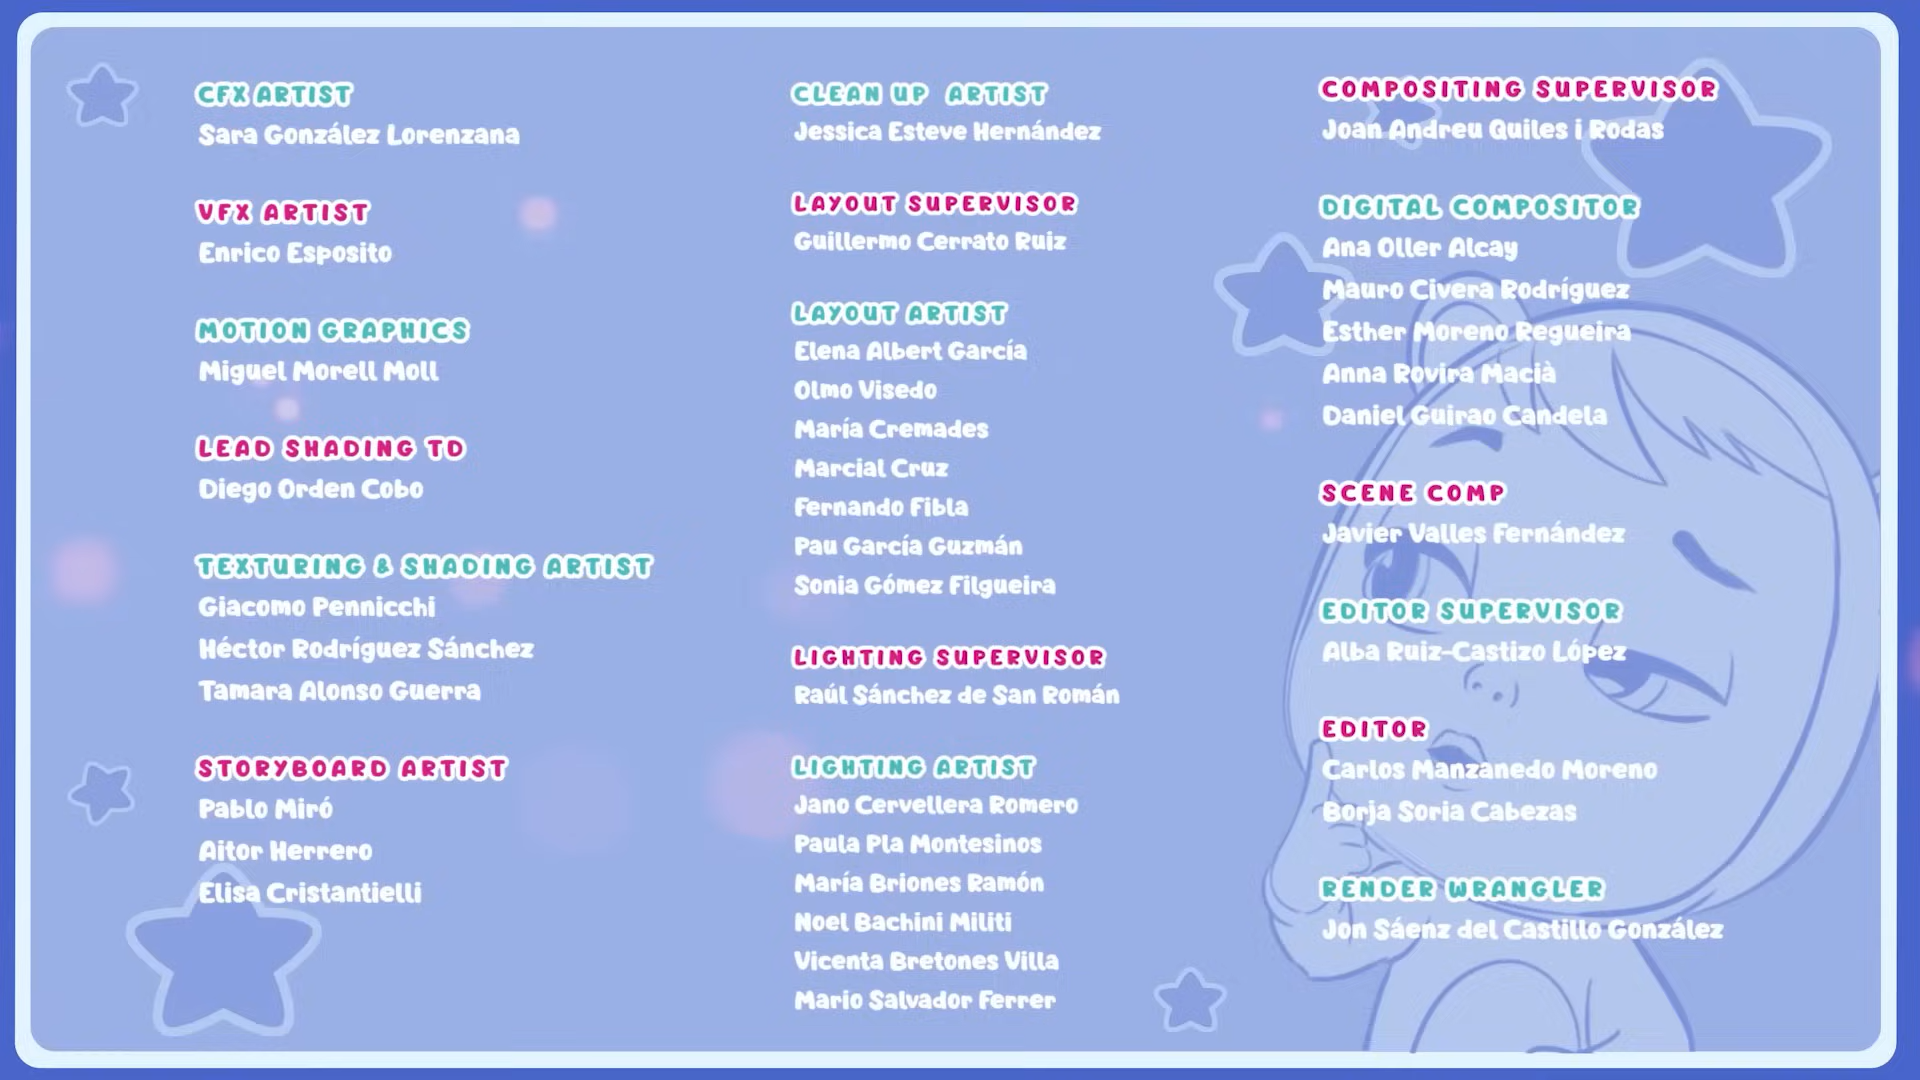 CFX ARTIST
Sara González Lorenzana
VFX ARTIST
Enrico Esposito
MOTION GRAPHICS
Miguel Morell Moll
LEAD SHADING TD
Diego Orden Cobo
TEXTURING & SHADING ARTIST
Giacomo Pennicchi
Héctor Rodríguez Sánchez
Tamara Alonso Guerra
STORYBOARD ARTIST
Pablo Miró
Aitor Herrero
Elisa Cristantielli
CLEAN UP ARTIST
Jessica Esteve Hernández
LAYOUT SUPERVISOR
Guillermo Cerrato Ruiz
LAYOUT ARTIST
Elena Albert García
Olmo Visedo
María Cremades
Marcial Cruz
Fernando Fibla
Pau García Guzmán
Sonia Gómez Filgueira
LIGHTING SUPERVISOR
Raúl Sánchez de San Román
LIGHTING ARTIST
Jano Cervellera Romero
Paula Pla Montesinos
María Briones Ramón
Noel Bachini Militi
Vicenta Bretones Villa
Mario Salvador Ferrer
COMPOSITING SUPERVISOR
Joan Andreu Quiles i Rodas
DIGITAL COMPOSITOR
Ana Oller Alcay
Mauro Civera Rodríguez
Esther Moreno Regueira
Anna Rovira Macià
Daniel Guirao Candela
SCENE COMP
Javier Valles Fernández
EDITOR SUPERVISOR
Alba Ruiz-Castizo López
EDITOR
Carlos Manzanedo Moreno
Borja Soria Cabezas
RENDER WRANGLER
Jon Sáenz del Castillo González